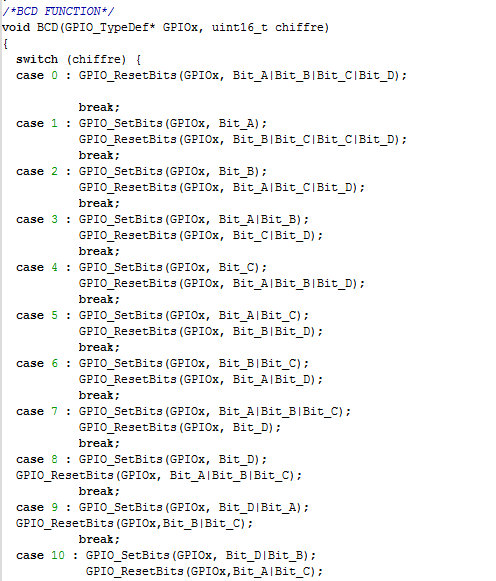 /*BCD FUNCTION*/
void BCD(GPIO_TypeDef* GPIOx, uint16_t chiffre)
{
switch (chiffre) {
case 0 : GPIO_ResetBits(GPIOx, Bit_A|Bit_B|Bit_C|Bit_D);
break;
case 1 : GPIO_SetBits(GPIOx, Bit_A);
GPIO_ResetBits(GPIOx, Bit_B|Bit_C|Bit_C|Bit_D);
break;
case 2 : GPIO_SetBits(GPIOx, Bit_B);
GPIO_ResetBits(GPIOx, Bit_A|Bit_C|Bit_D);
break;
case 3 : GPIO_SetBits(GPIOx, Bit_A|Bit_B);
GPIO_ResetBits(GPIOx, Bit_C|Bit_D);
break;
case 4 : GPIO_SetBits(GPIOx, Bit_C);
GPIO_ResetBits(GPIOx, Bit_A|Bit_B|Bit_D);
break;
case 5 : GPIO_SetBits(GPIOx, Bit_A|Bit_C);
GPIO_ResetBits(GPIOx, Bit_B|Bit_D);
break;
case 6 : GPIO_SetBits(GPIOx, Bit_B|Bit_C);
GPIO_ResetBits(GPIOx, Bit_A|Bit_D);
break;
case 7 : GPIO_SetBits(GPIOx, Bit_A|Bit_B|Bit_C);
GPIO_ResetBits(GPIOx, Bit_D);
break;
case 8 : GPIO_SetBits(GPIOx, Bit_D);
GPIO_ResetBits(GPIOx, Bit_A|Bit_B|Bit_C);
break;
case 9 : GPIO_SetBits(GPIOx, Bit_D|Bit_A);
GPIO_ResetBits(GPIOx,Bit_B|Bit_C);
break;
case 10 : GPIO_SetBits(GPIOx, Bit_D|Bit_B);
GPIO_ResetBits(GPIOx,Bit_A|Bit_C);